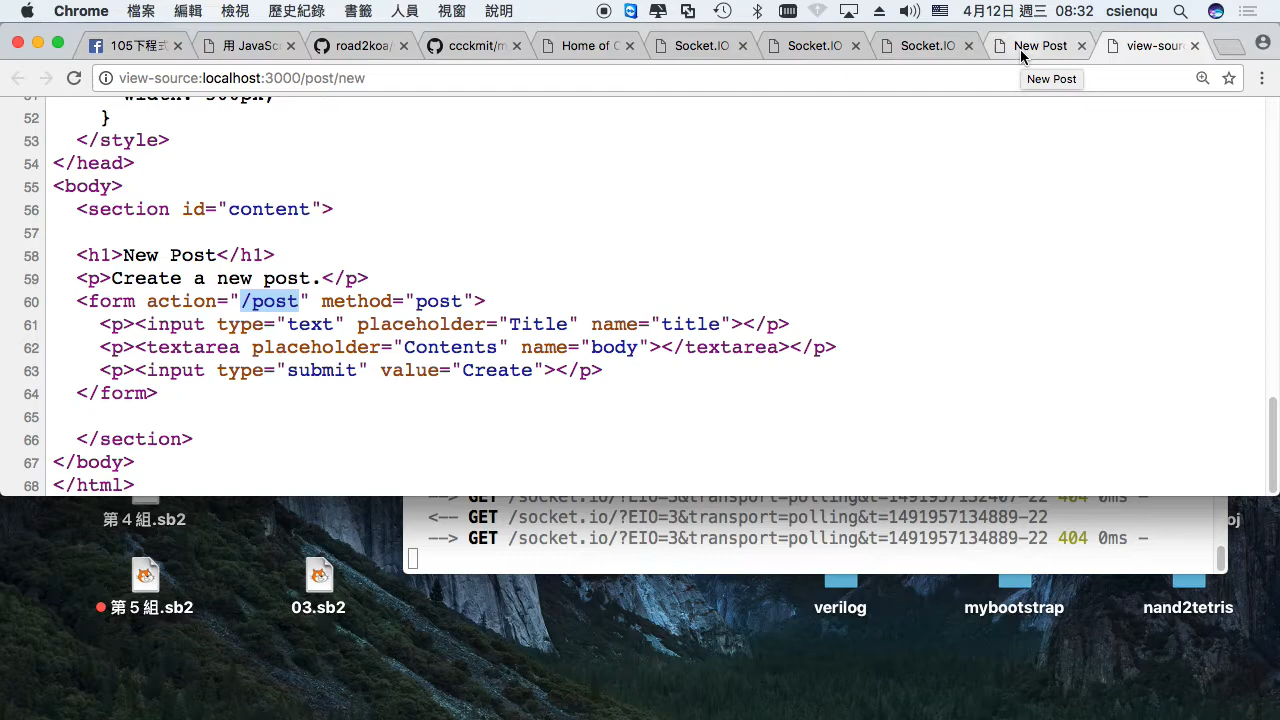 Chrome 檔案 編輯 檢視 歷史紀錄 書籤 人員 視窗 說明 4月12日 週三 08:32 csienqu
105下程式 用 JavaSc road2koa/ ccckmit/m Home of C Socket.IO Socket.IO Socket.IO New Post view-sour
view-source:localhost:3000/post/new
New Post
52 }
53 </style>
54 </head>
55 <body>
56 <section id="content">
57
58 <h1>New Post</h1>
59 <p>Create a new post.</p>
60 <form action="/post" method="post">
61 <p><input type="text" placeholder="Title" name="title"></p>
62 <p><textarea placeholder="Contents" name="body"></textarea></p>
63 <p><input type="submit" value="Create"></p>
64 </form>
65
66 </section>
67 </body>
68 </html>
<-- GET /socket.io/?EIO=3&transport=polling&t=1491957134889-22
--> GET /socket.io/?EIO=3&transport=polling&t=1491957134889-22 404 0ms -
第4組.sb2
oj
第5組.sb2
03.sb2
verilog
mybootstrap
nand2tetris